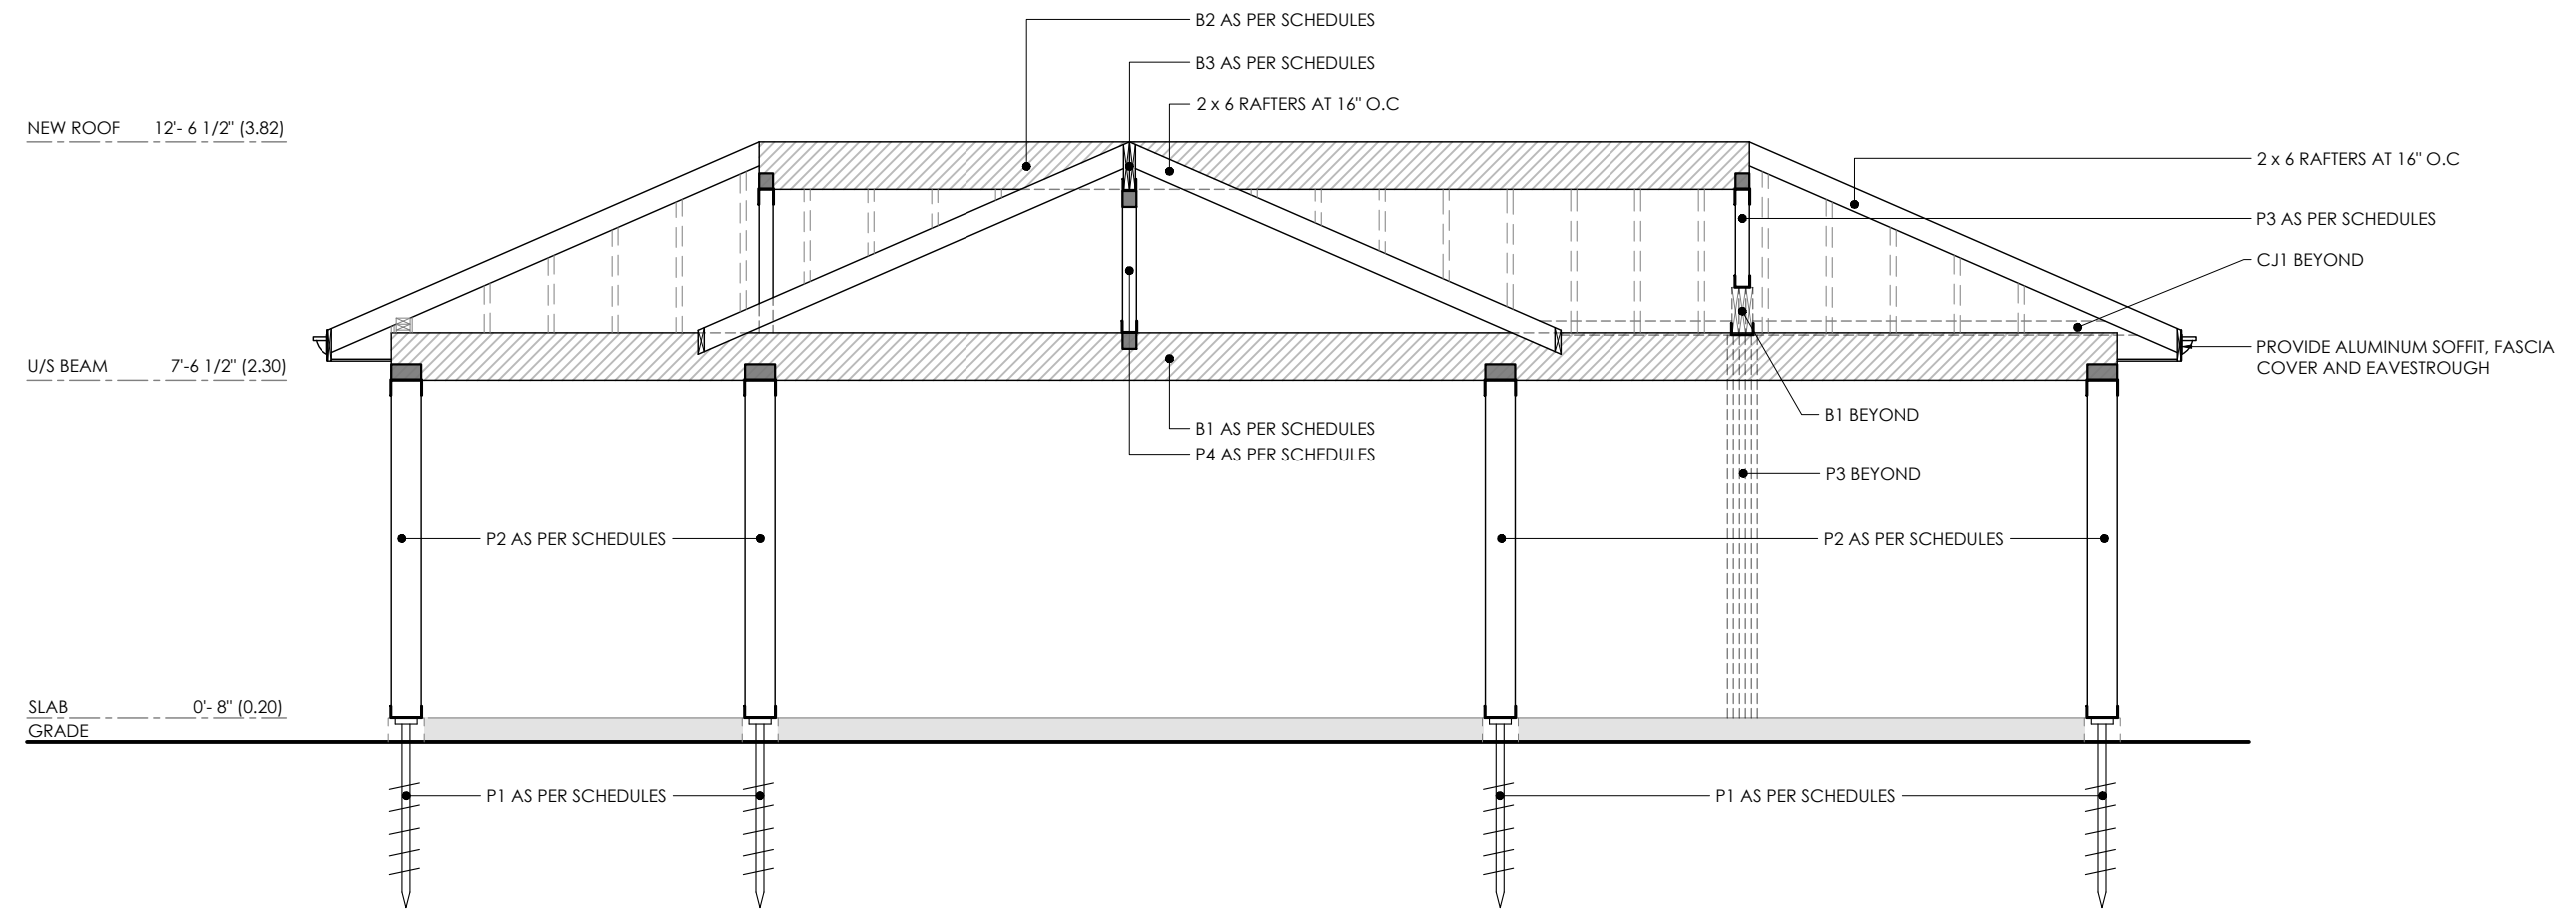 B2 AS PER SCHEDULES
B3 AS PER SCHEDULES
2 x 6 RAFTERS AT 16" O.C
NEW ROOF 12'- 6 1/2" (3.82)
2 x 6 RAFTERS AT 16" O.C
P3 AS PER SCHEDULES
CJ1 BEYOND
PROVIDE ALUMINUM SOFFIT, FASCIA
COVER AND EAVESTROUGH
U/S BEAM 7'-6 1/2" (2.30)
B1 BEYOND
B1 AS PER SCHEDULES
P4 AS PER SCHEDULES
P3 BEYOND
P2 AS PER SCHEDULES
P2 AS PER SCHEDULES
SLAB 0'- 8" (0.20)
GRADE
P1 AS PER SCHEDULES
P1 AS PER SCHEDULES